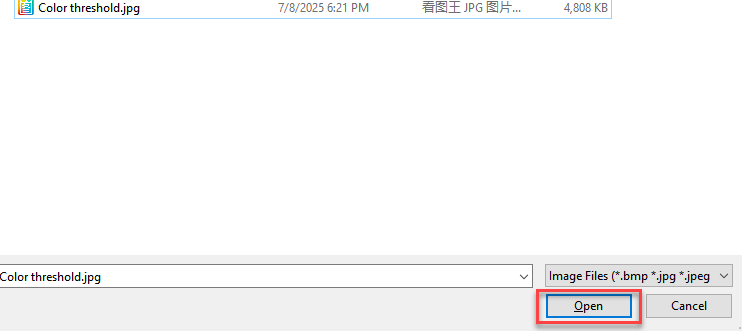 Color threshold.jpg 7/8/2025 6:21 PM 看图王 JPG 图片... 4,808 KB
Color threshold.jpg Image Files (*.bmp *.jpg *.jpeg
Open Cancel